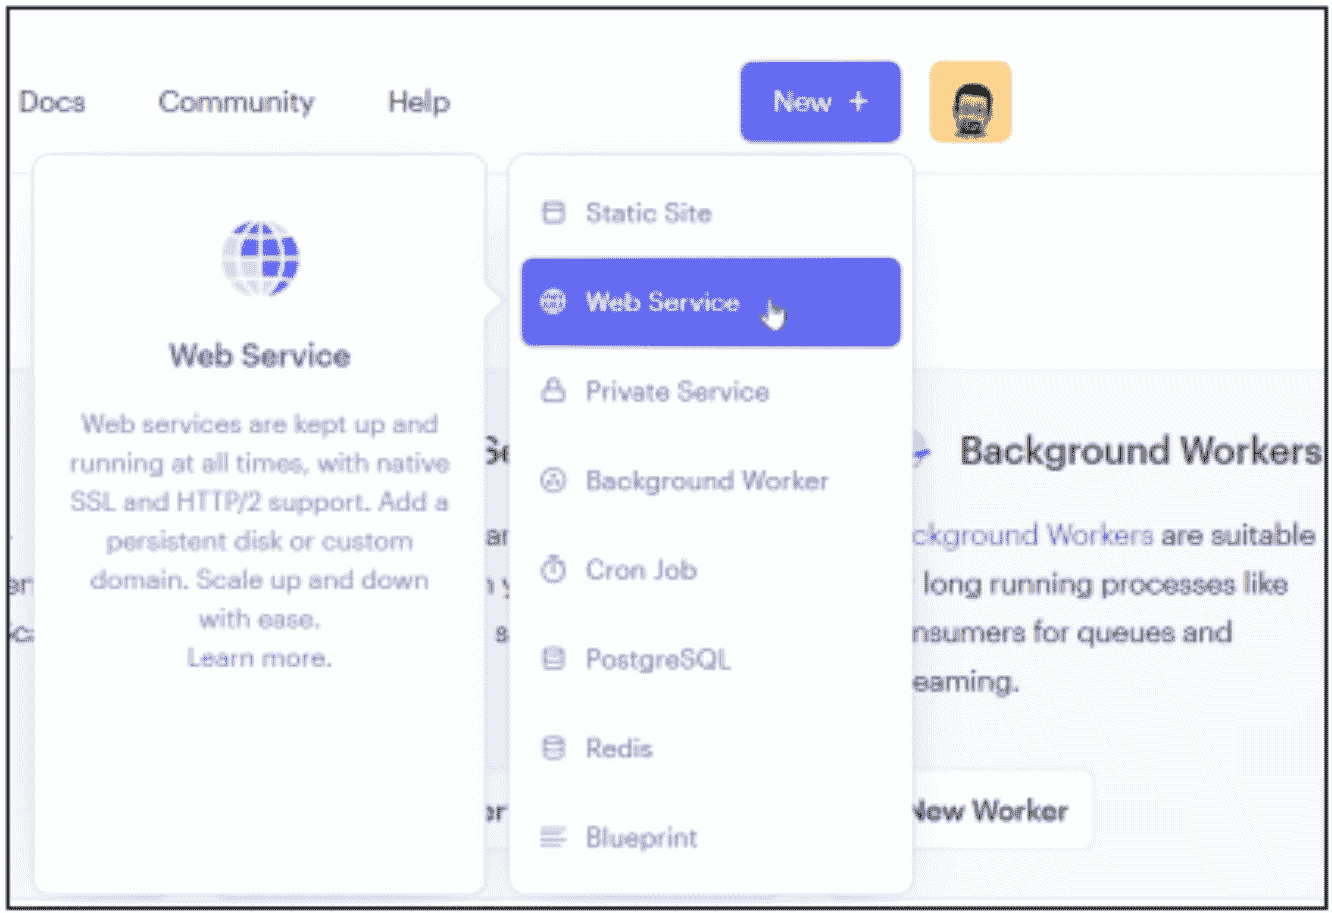 Docs Community Help New +
Static Site
Web Service
Private Service
Background Worker
Cron Job
PostgreSQL
Redis
Blueprint
Web Service
Web services are kept up and
running at all times, with native
SSL and HTTP/2 support. Add a
persistent disk or custom
domain. Scale up and down
with ease.
Learn more.
Background Workers
ckground Workers are suitable
long running processes like
nsumers for queues and
eaming.
New Worker